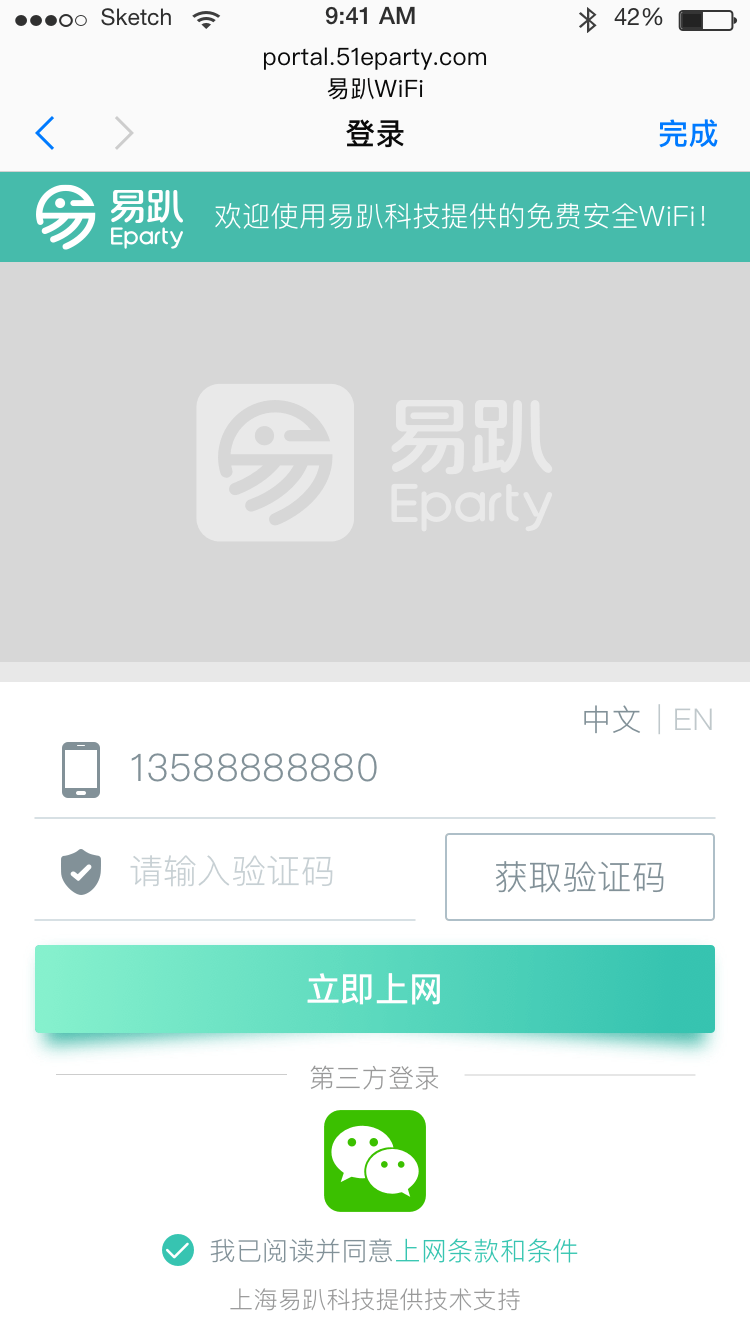 Sketch 9:41 AM 42%
portal.51eparty.com
易趴WiFi
登录 完成
易趴 Eparty 欢迎使用易趴科技提供的免费安全WiFi!
易趴
Eparty
中文 | EN
13588888880
请输入验证码 获取验证码
立即上网
第三方登录
我已阅读并同意上网条款和条件
上海易趴科技提供技术支持